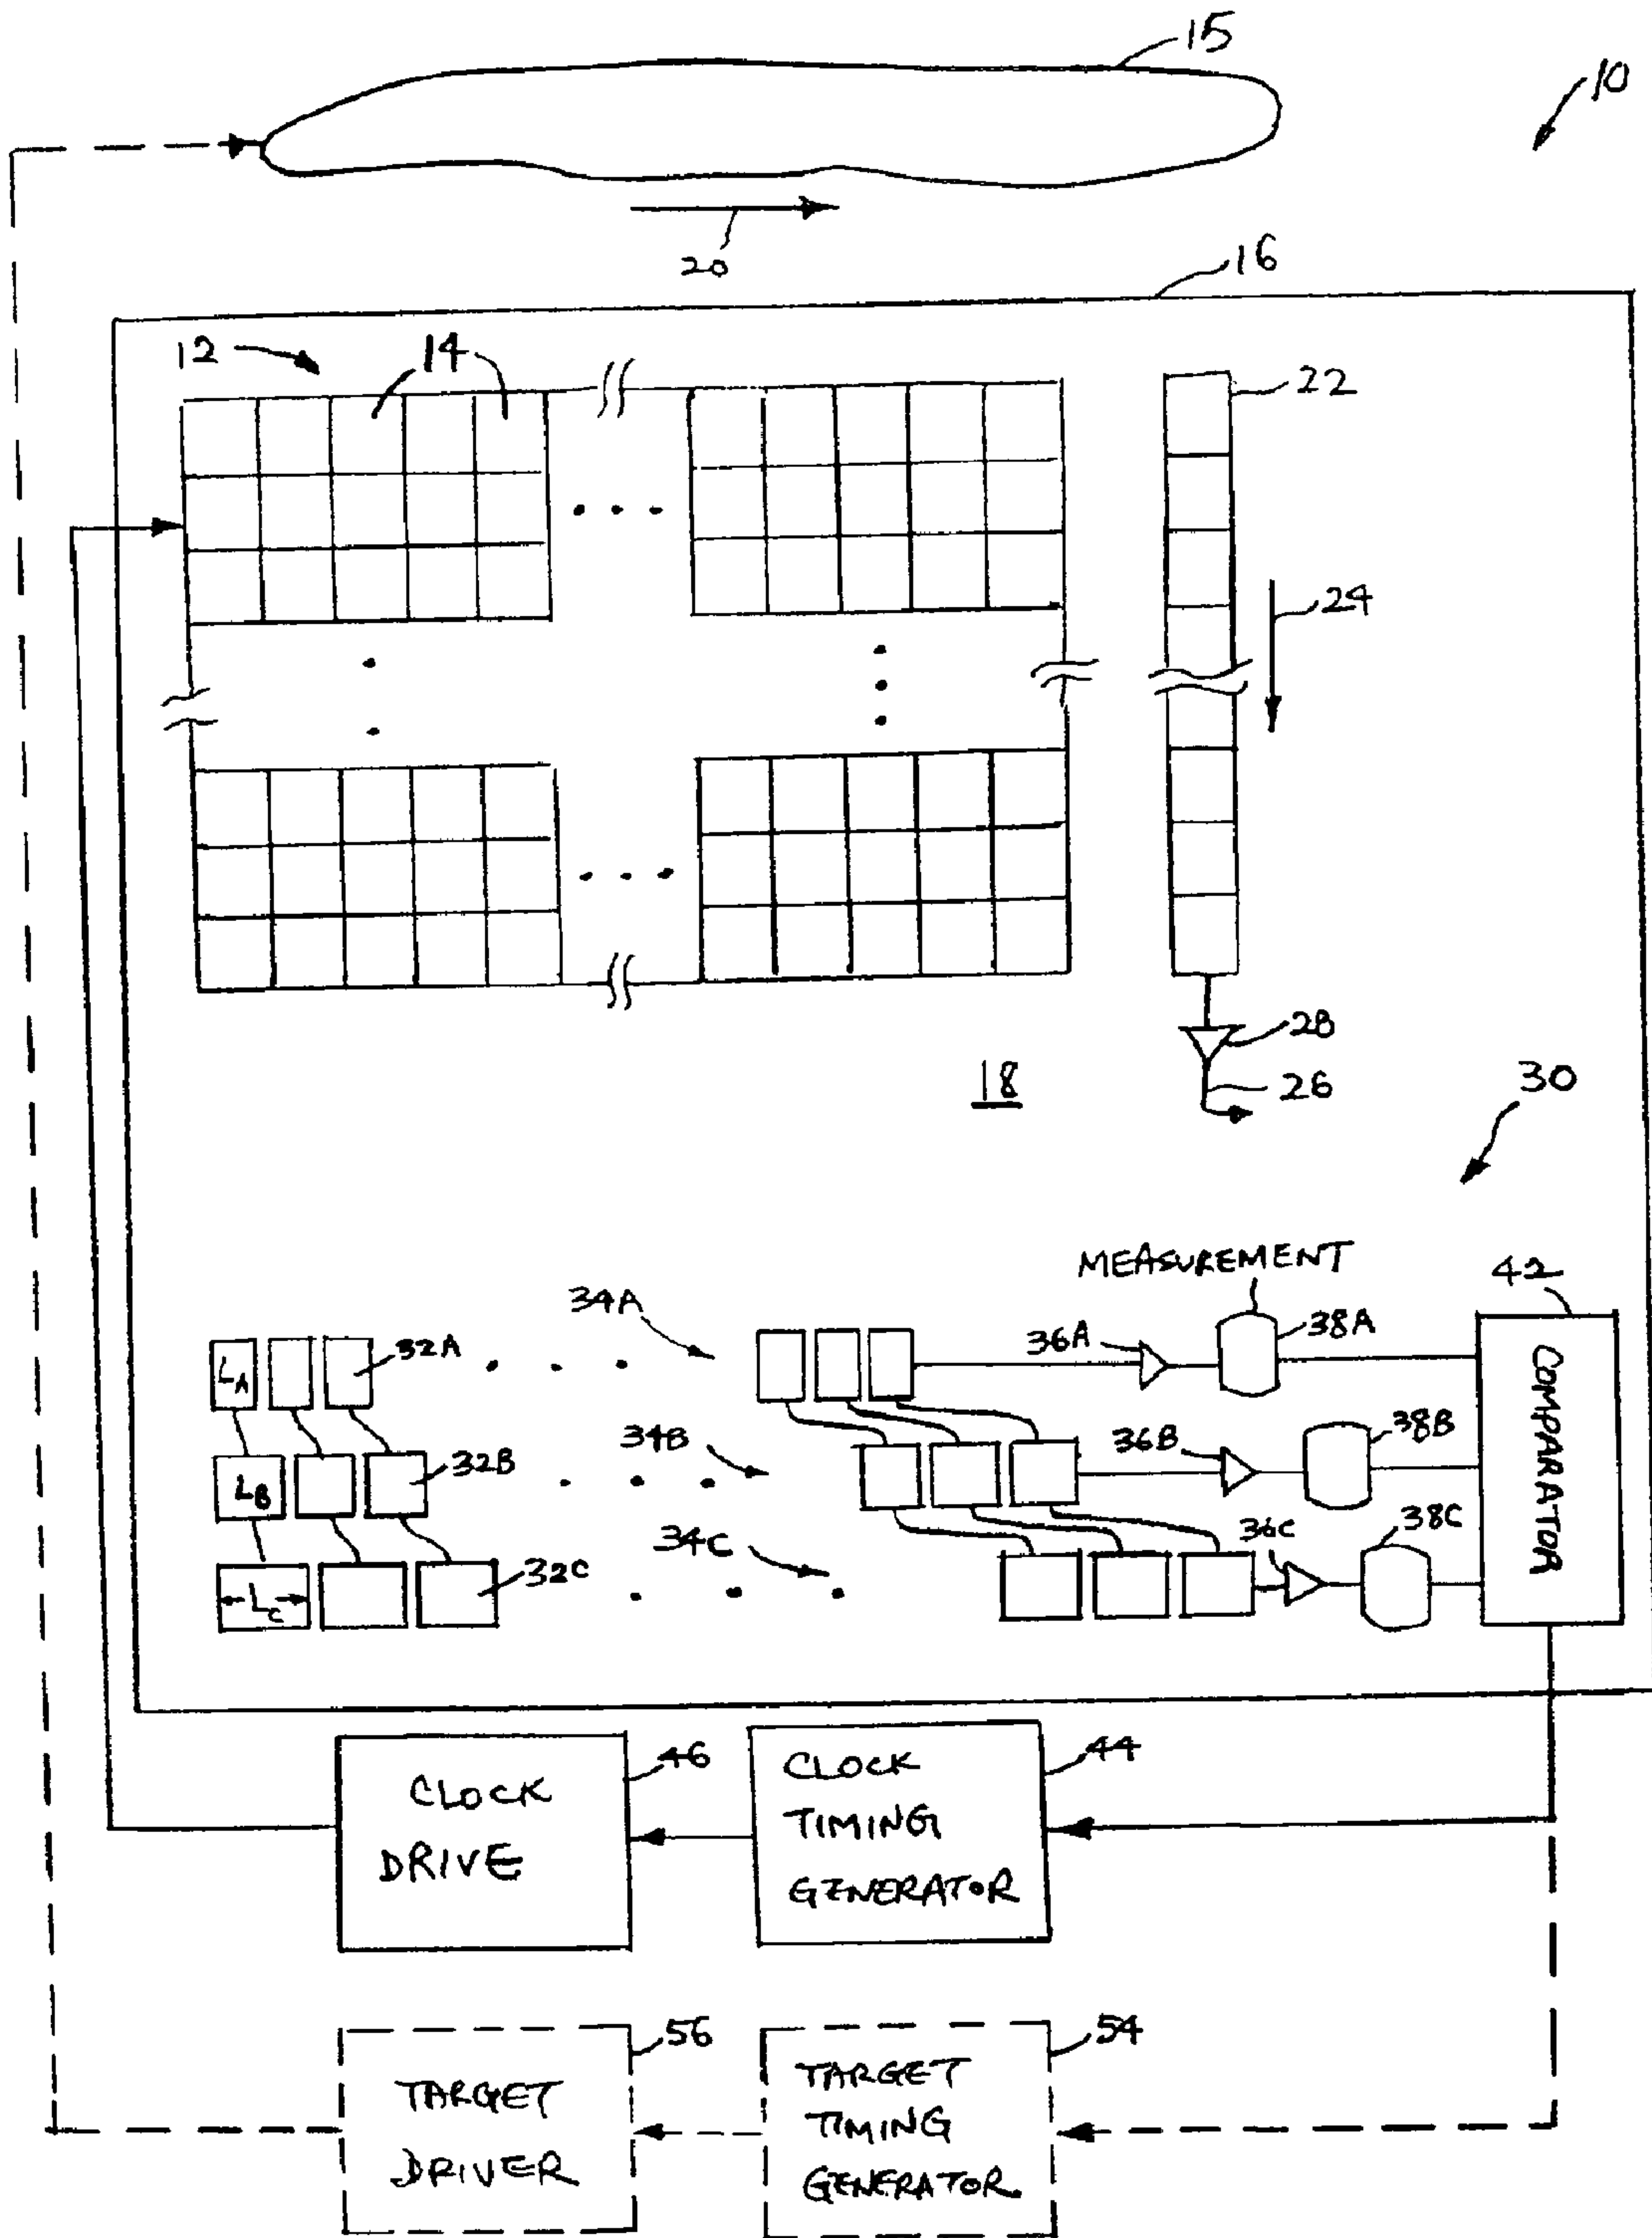 15
10
20
16
12
14
22
24
28
18
26
30
MEASUREMENT
42
34A
36A
38A
32A
LA
COMPARATOR
34B
36B
38B
32B
LB
34C
36C
38C
32C
LC
46
44
CLOCK
DRIVE
CLOCK
TIMING
GENERATOR
56
54
TARGET
DRIVER
TARGET
TIMING
GENERATOR